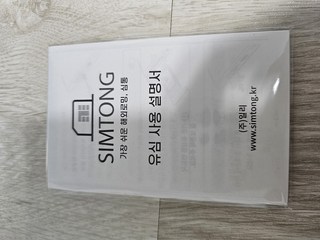 SIMTONG
가장 쉬운 해외로밍, 심통
유심 사용 설명서
(주)일리
www.simtong.kr